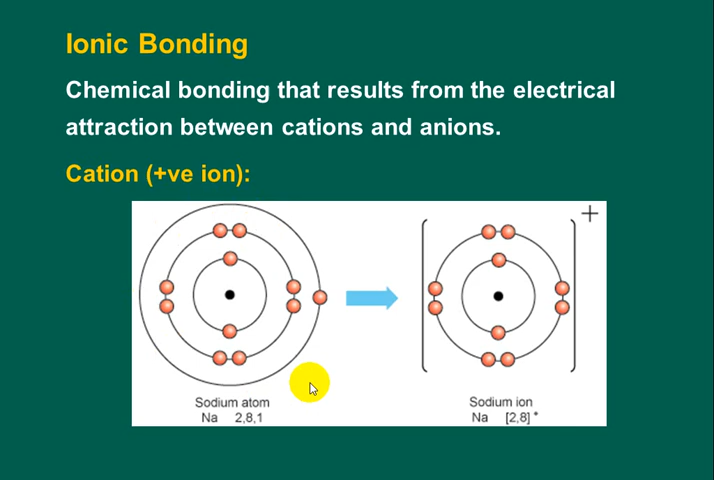 Ionic Bonding
Chemical bonding that results from the electrical
attraction between cations and anions.
Cation (+ve ion):
+
Sodium atom
Na 2,8,1
Sodium ion
Na [2,8]⁺